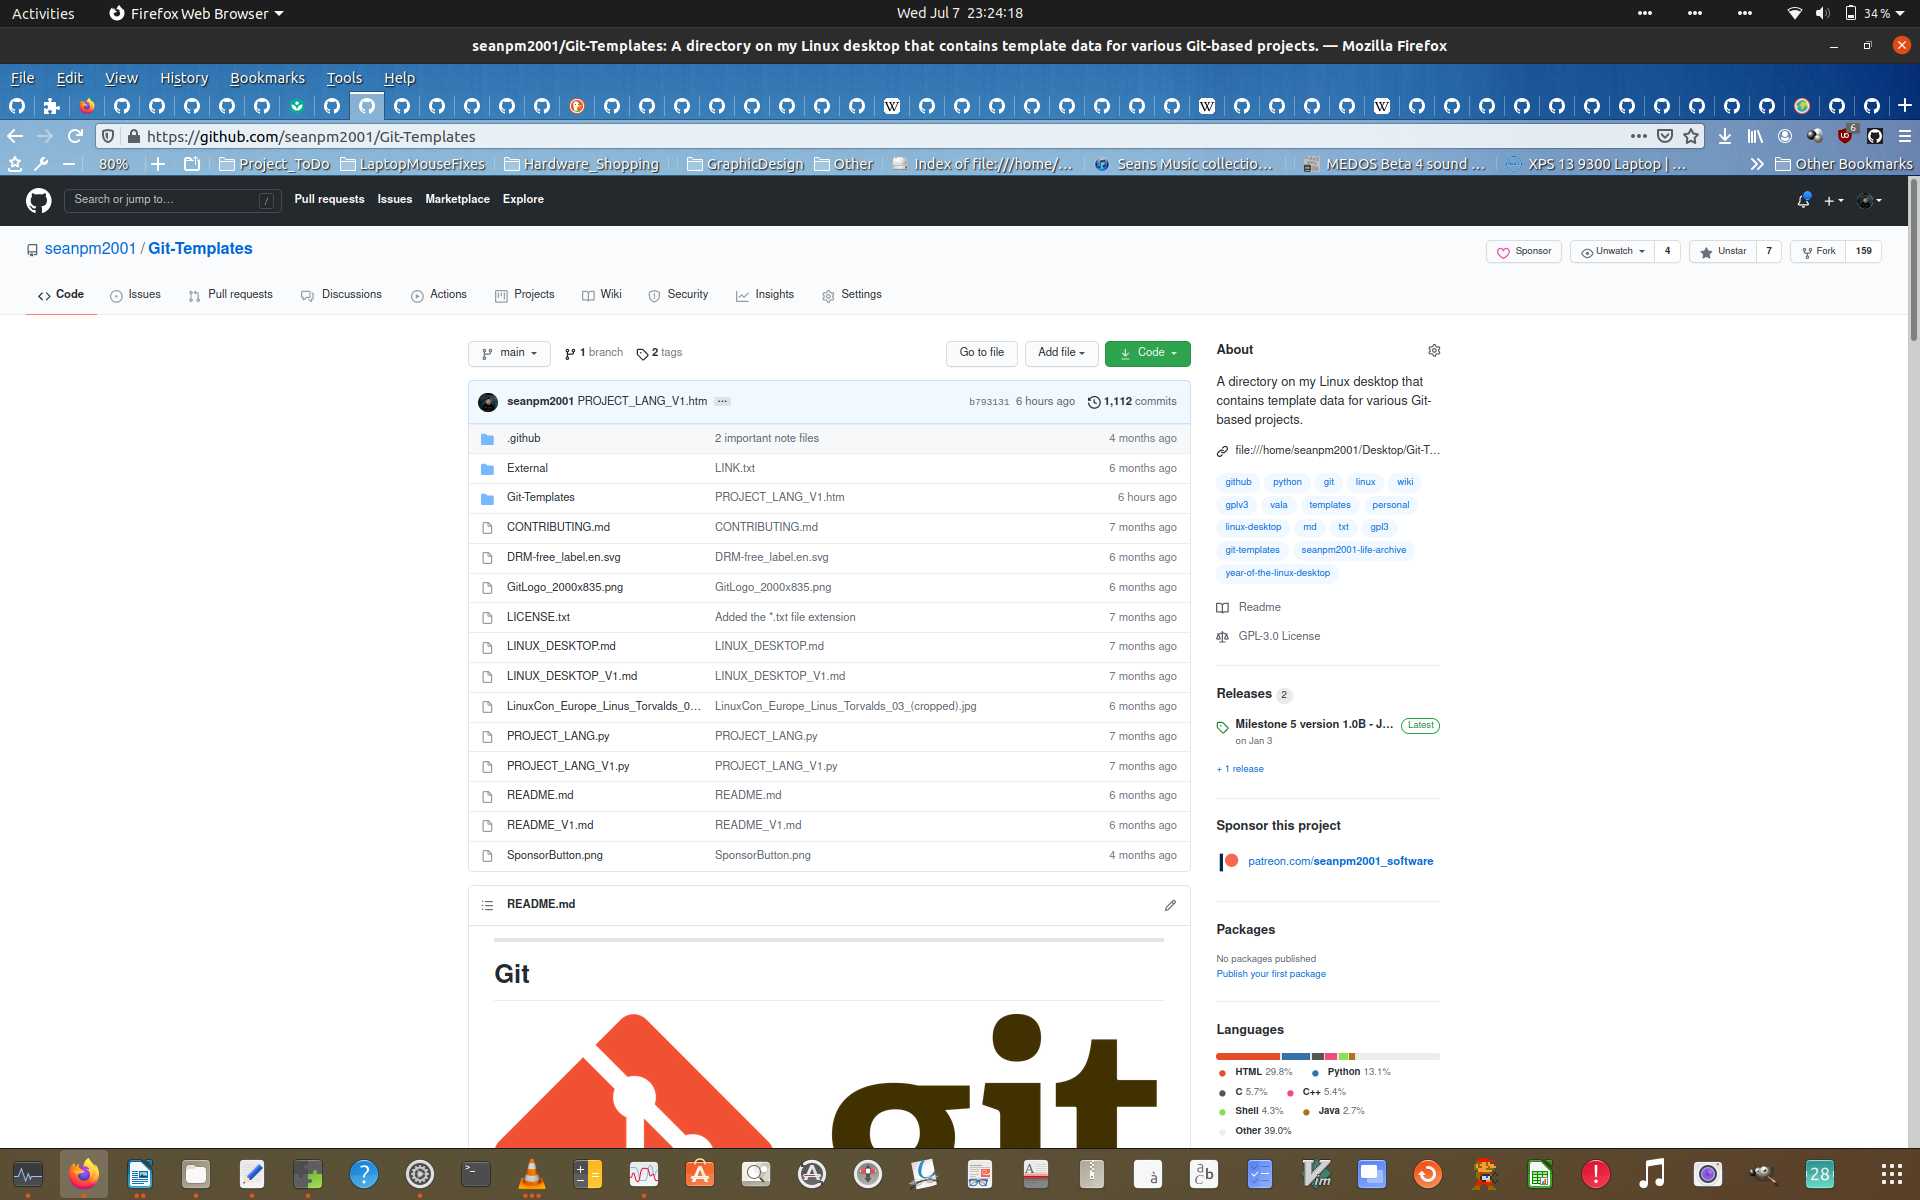 Activities Firefox Web Browser Wed Jul 7 23:24:18 34%
seanpm2001/Git-Templates: A directory on my Linux desktop that contains template data for various Git-based projects. — Mozilla Firefox
File Edit View History Bookmarks Tools Help
https://github.com/seanpm2001/Git-Templates 6
80% Project_ToDo LaptopMouseFixes Hardware_Shopping GraphicDesign Other Index of file:///home/... Seans Music collectio... MEDOS Beta 4 sound ... XPS 13 9300 Laptop | ... Other Bookmarks
Search or jump to... / Pull requests Issues Marketplace Explore
seanpm2001 / Git-Templates Sponsor Unwatch 4 Unstar 7 Fork 159
Code Issues Pull requests Discussions Actions Projects Wiki Security Insights Settings
main 1 branch 2 tags Go to file Add file Code
seanpm2001 PROJECT_LANG_V1.htm ... b793131 6 hours ago 1,112 commits
.github 2 important note files 4 months ago
External LINK.txt 6 months ago
Git-Templates PROJECT_LANG_V1.htm 6 hours ago
CONTRIBUTING.md CONTRIBUTING.md 7 months ago
DRM-free_label.en.svg DRM-free_label.en.svg 6 months ago
GitLogo_2000x835.png GitLogo_2000x835.png 6 months ago
LICENSE.txt Added the *.txt file extension 7 months ago
LINUX_DESKTOP.md LINUX_DESKTOP.md 7 months ago
LINUX_DESKTOP_V1.md LINUX_DESKTOP_V1.md 7 months ago
LinuxCon_Europe_Linus_Torvalds_0... LinuxCon_Europe_Linus_Torvalds_03_(cropped).jpg 6 months ago
PROJECT_LANG.py PROJECT_LANG.py 7 months ago
PROJECT_LANG_V1.py PROJECT_LANG_V1.py 7 months ago
README.md README.md 6 months ago
README_V1.md README_V1.md 6 months ago
SponsorButton.png SponsorButton.png 4 months ago
README.md
Git
git
About
A directory on my Linux desktop that
contains template data for various Git-
based projects.
file:///home/seanpm2001/Desktop/Git-T...
github python git linux wiki
gplv3 vala templates personal
linux-desktop md txt gpl3
git-templates seanpm2001-life-archive
year-of-the-linux-desktop
Readme
GPL-3.0 License
Releases 2
Milestone 5 version 1.0B - J... Latest
on Jan 3
+ 1 release
Sponsor this project
patreon.com/seanpm2001_software
Packages
No packages published
Publish your first package
Languages
HTML 29.8% Python 13.1%
C 5.7% C++ 5.4%
Shell 4.3% Java 2.7%
Other 39.0%
28